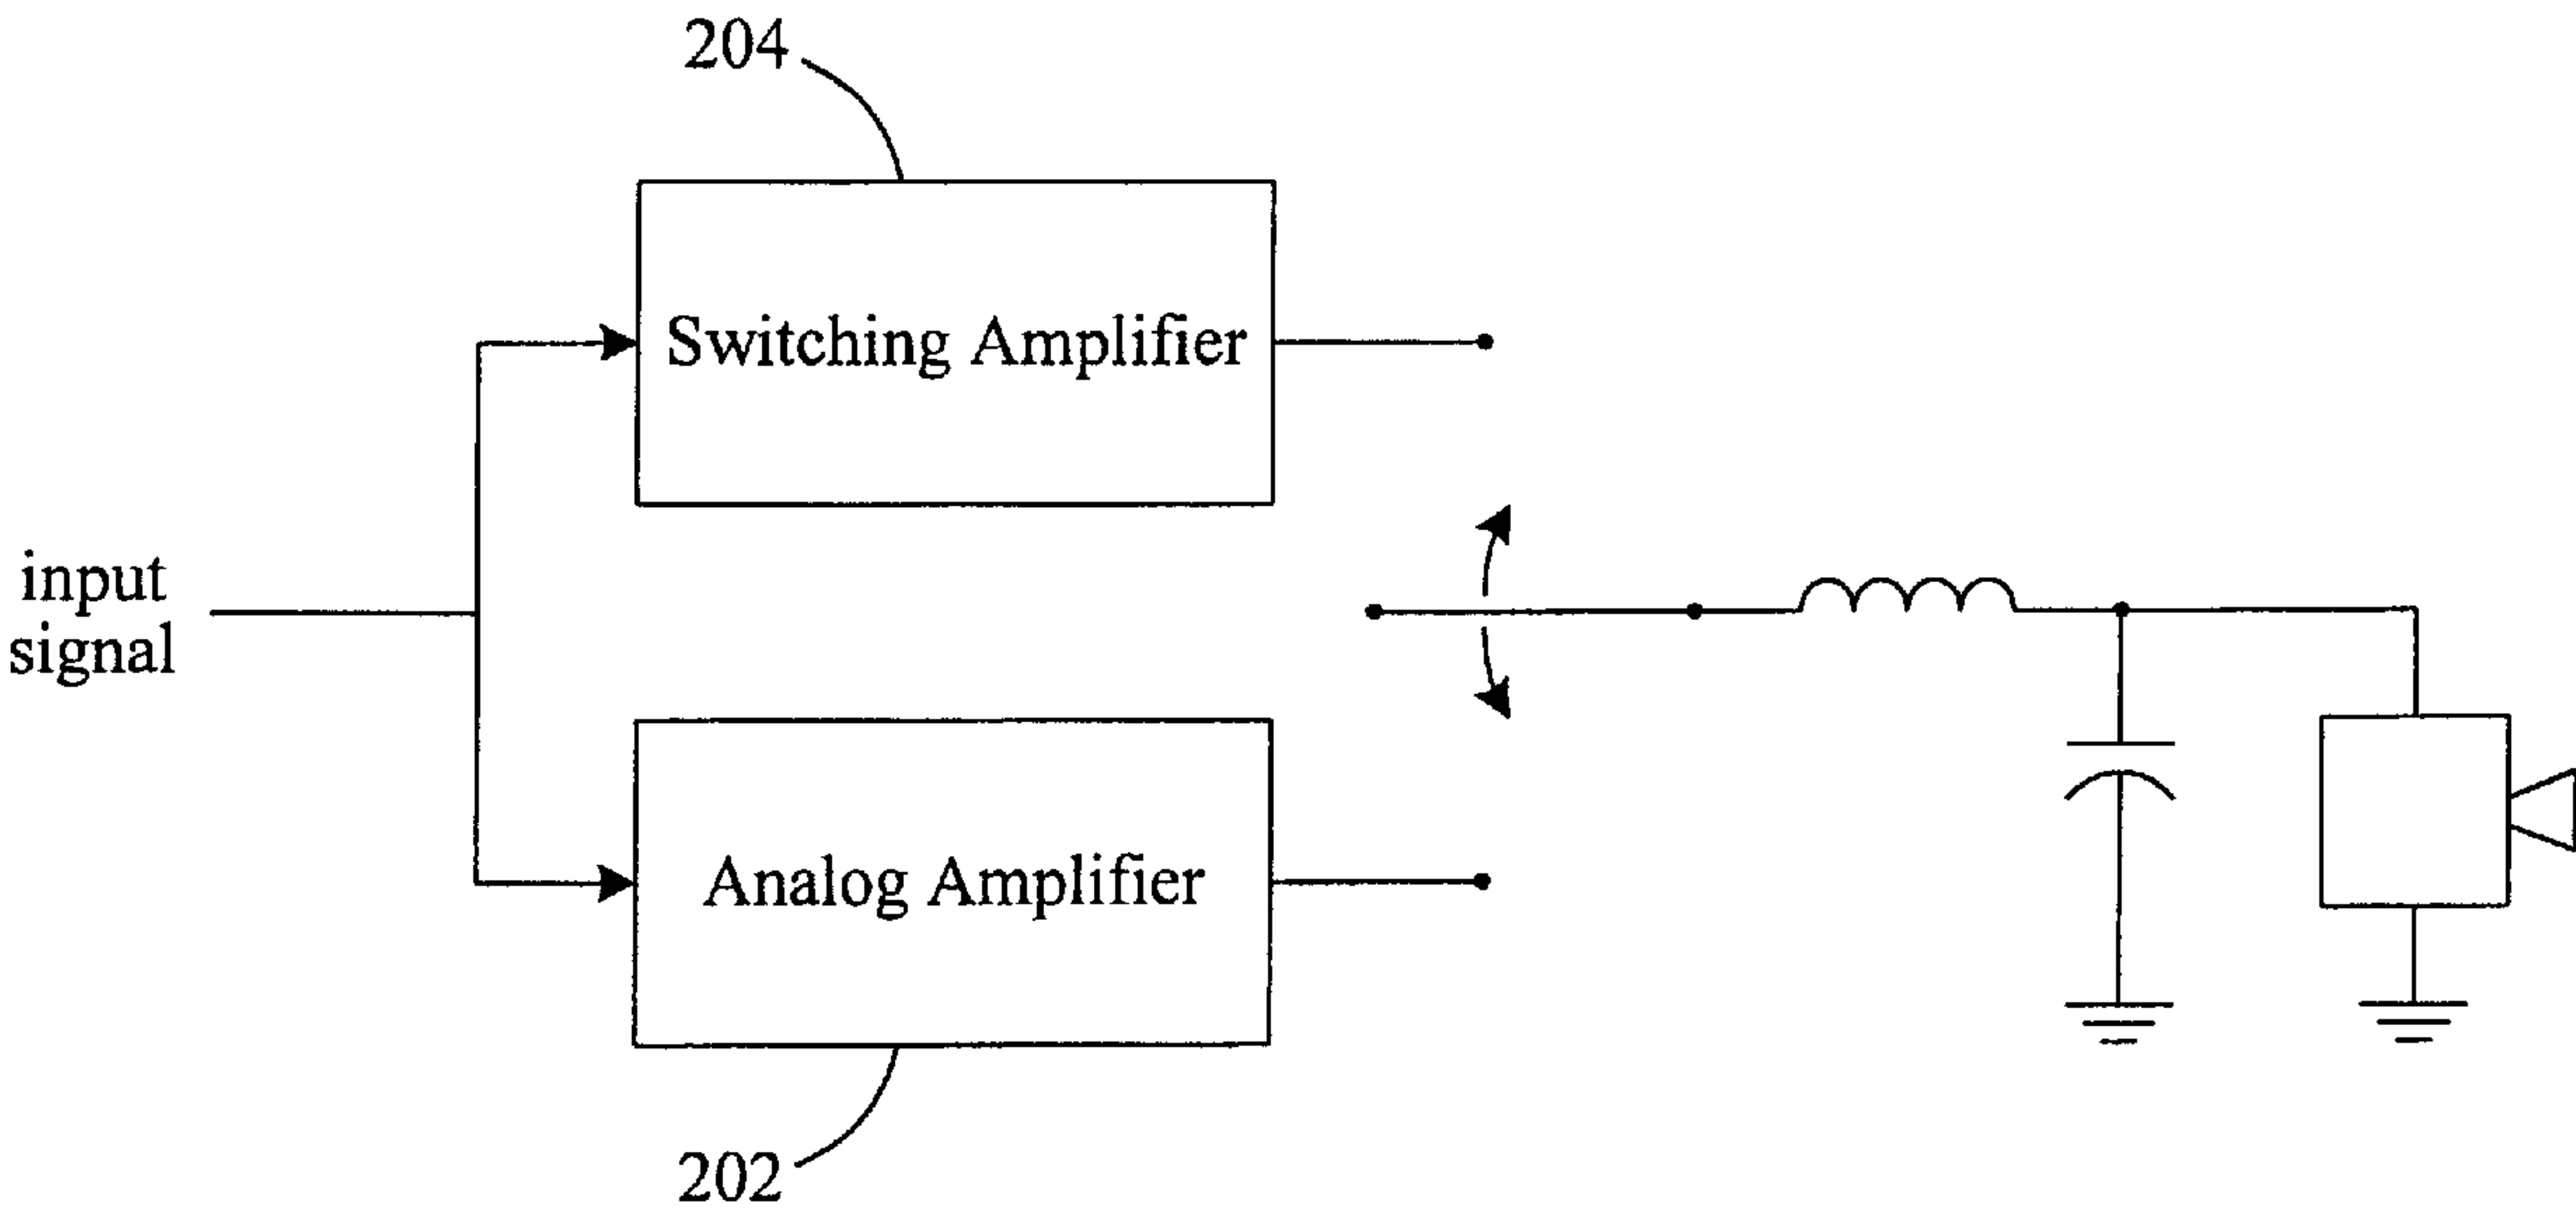 204
Switching Amplifier
input
signal
Analog Amplifier
202